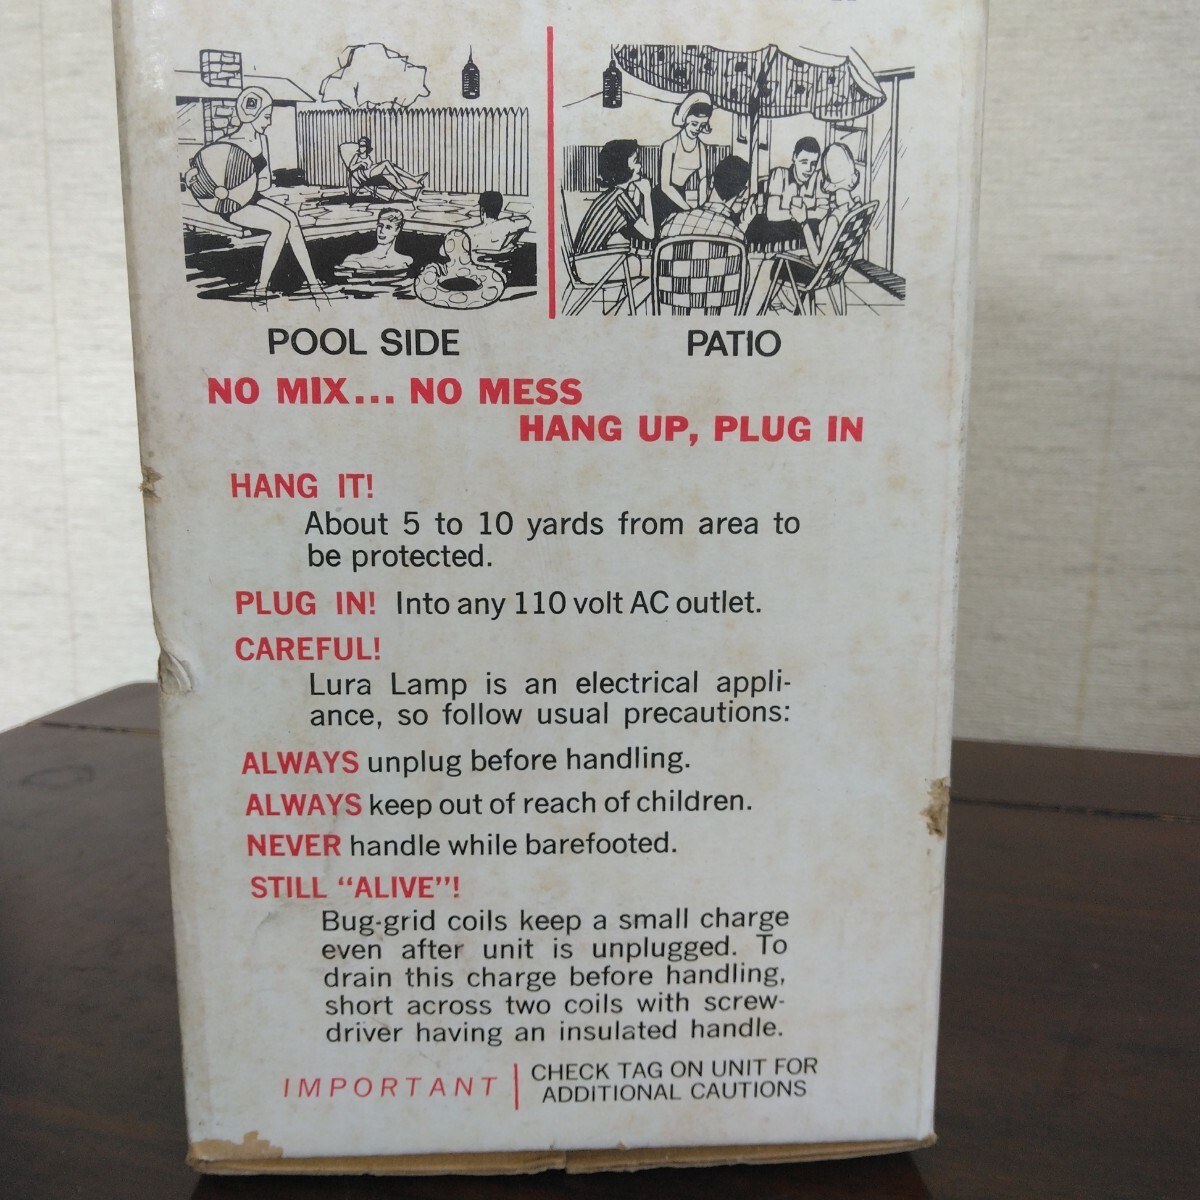 POOL SIDE
PATIO
NO MIX... NO MESS
HANG UP, PLUG IN
HANG IT!
About 5 to 10 yards from area to
be protected.
PLUG IN! Into any 110 volt AC outlet.
CAREFUL!
Lura Lamp is an electrical appli-
ance, so follow usual precautions:
ALWAYS unplug before handling.
ALWAYS keep out of reach of children.
NEVER handle while barefooted.
STILL “ALIVE”!
Bug-grid coils keep a small charge
even after unit is unplugged. To
drain this charge before handling,
short across two coils with screw-
driver having an insulated handle.
IMPORTANT
CHECK TAG ON UNIT FOR
ADDITIONAL CAUTIONS